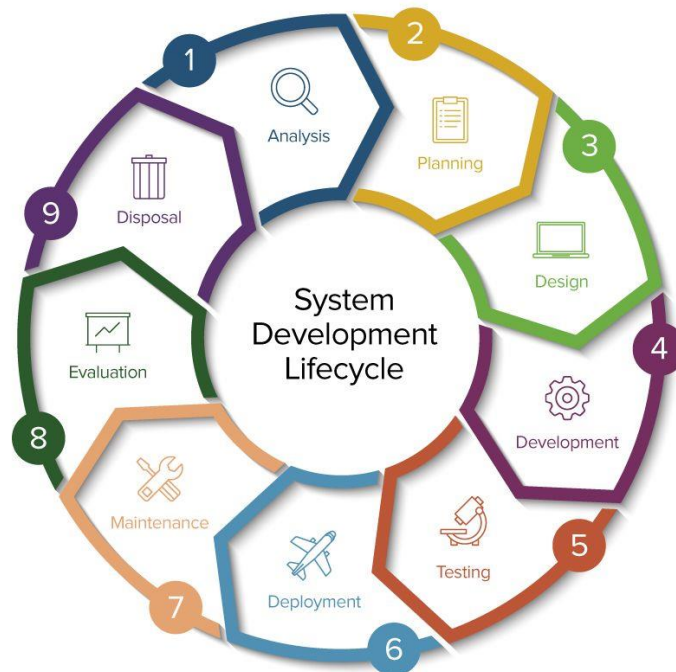 1
Analysis
2
Planning
3
Design
4
Development
5
Testing
6
Deployment
7
Maintenance
8
Evaluation
9
Disposal
System
Development
Lifecycle